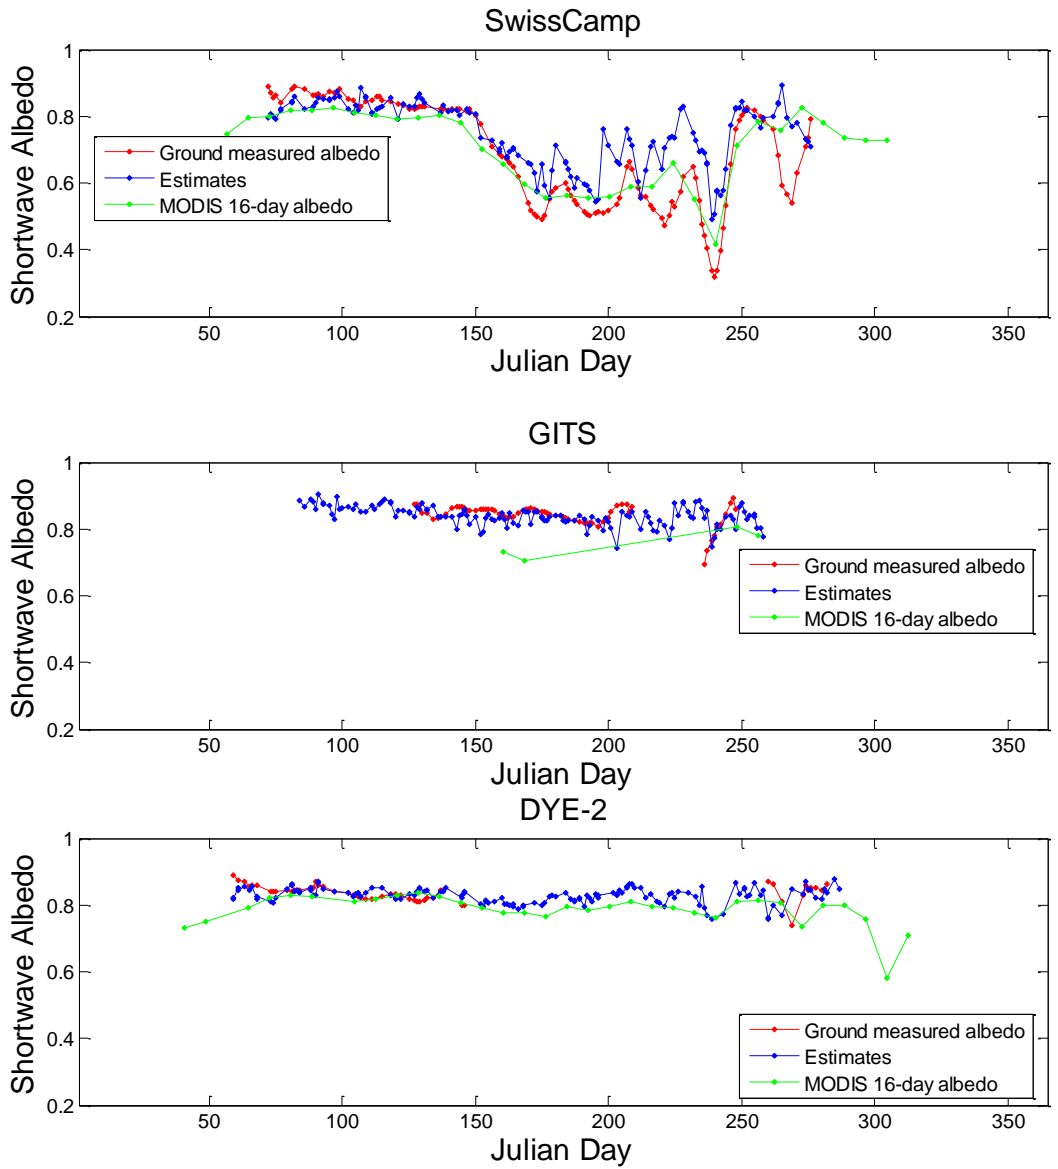 SwissCamp
1
0.8
0.6
0.4
0.2
Shortwave Albedo
Ground measured albedo
Estimates
MODIS 16-day albedo
50 100 150 200 250 300 350
Julian Day
GITS
1
0.8
0.6
0.4
0.2
Shortwave Albedo
Ground measured albedo
Estimates
MODIS 16-day albedo
50 100 150 200 250 300 350
Julian Day
DYE-2
1
0.8
0.6
0.4
0.2
Shortwave Albedo
Ground measured albedo
Estimates
MODIS 16-day albedo
50 100 150 200 250 300 350
Julian Day